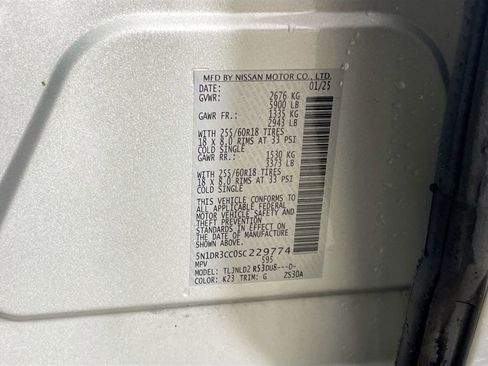 MFD BY NISSAN MOTOR CO., LTD.
DATE: 01/25
GVWR: 2676 KG
5900 LB
GAWR FR.: 1335 KG
2943 LB
WITH 255/60R18 TIRES
18 X 8.0 RIMS AT 33 PSI
COLD SINGLE
GAWR RR.: 1530 KG
3373 LB
WITH 255/60R18 TIRES
18 X 8.0 RIMS AT 33 PSI
COLD SINGLE
THIS VEHICLE CONFORMS TO
ALL APPLICABLE FEDERAL
MOTOR VEHICLE SAFETY AND
THEFT PREVENTION STANDARDS
IN EFFECT ON THE DATE OF
MANUFACTURE SHOWN ABOVE.
5N1DR3CC0SC229774
MPV S95
MODEL: TLJNLD2 R53DU8---D-
COLOR: K23 TRIM: G ZS30A